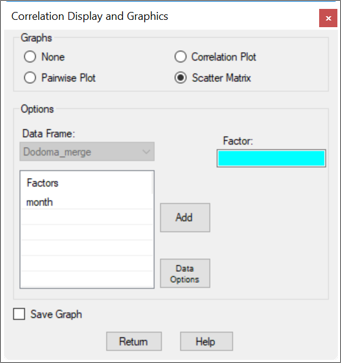 Correlation Display and Graphics
x
Graphs
None
Correlation Plot
Pairwise Plot
Scatter Matrix
Options
Data Frame:
Factor:
Dodoma_merge
Factors
month
Add
Data
Options
Save Graph
Return
Help